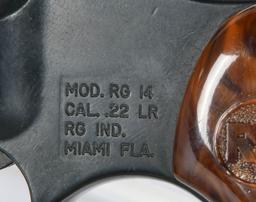 MOD. RG 14
CAL. .22 LR
RG IND.
MIAMI FLA.